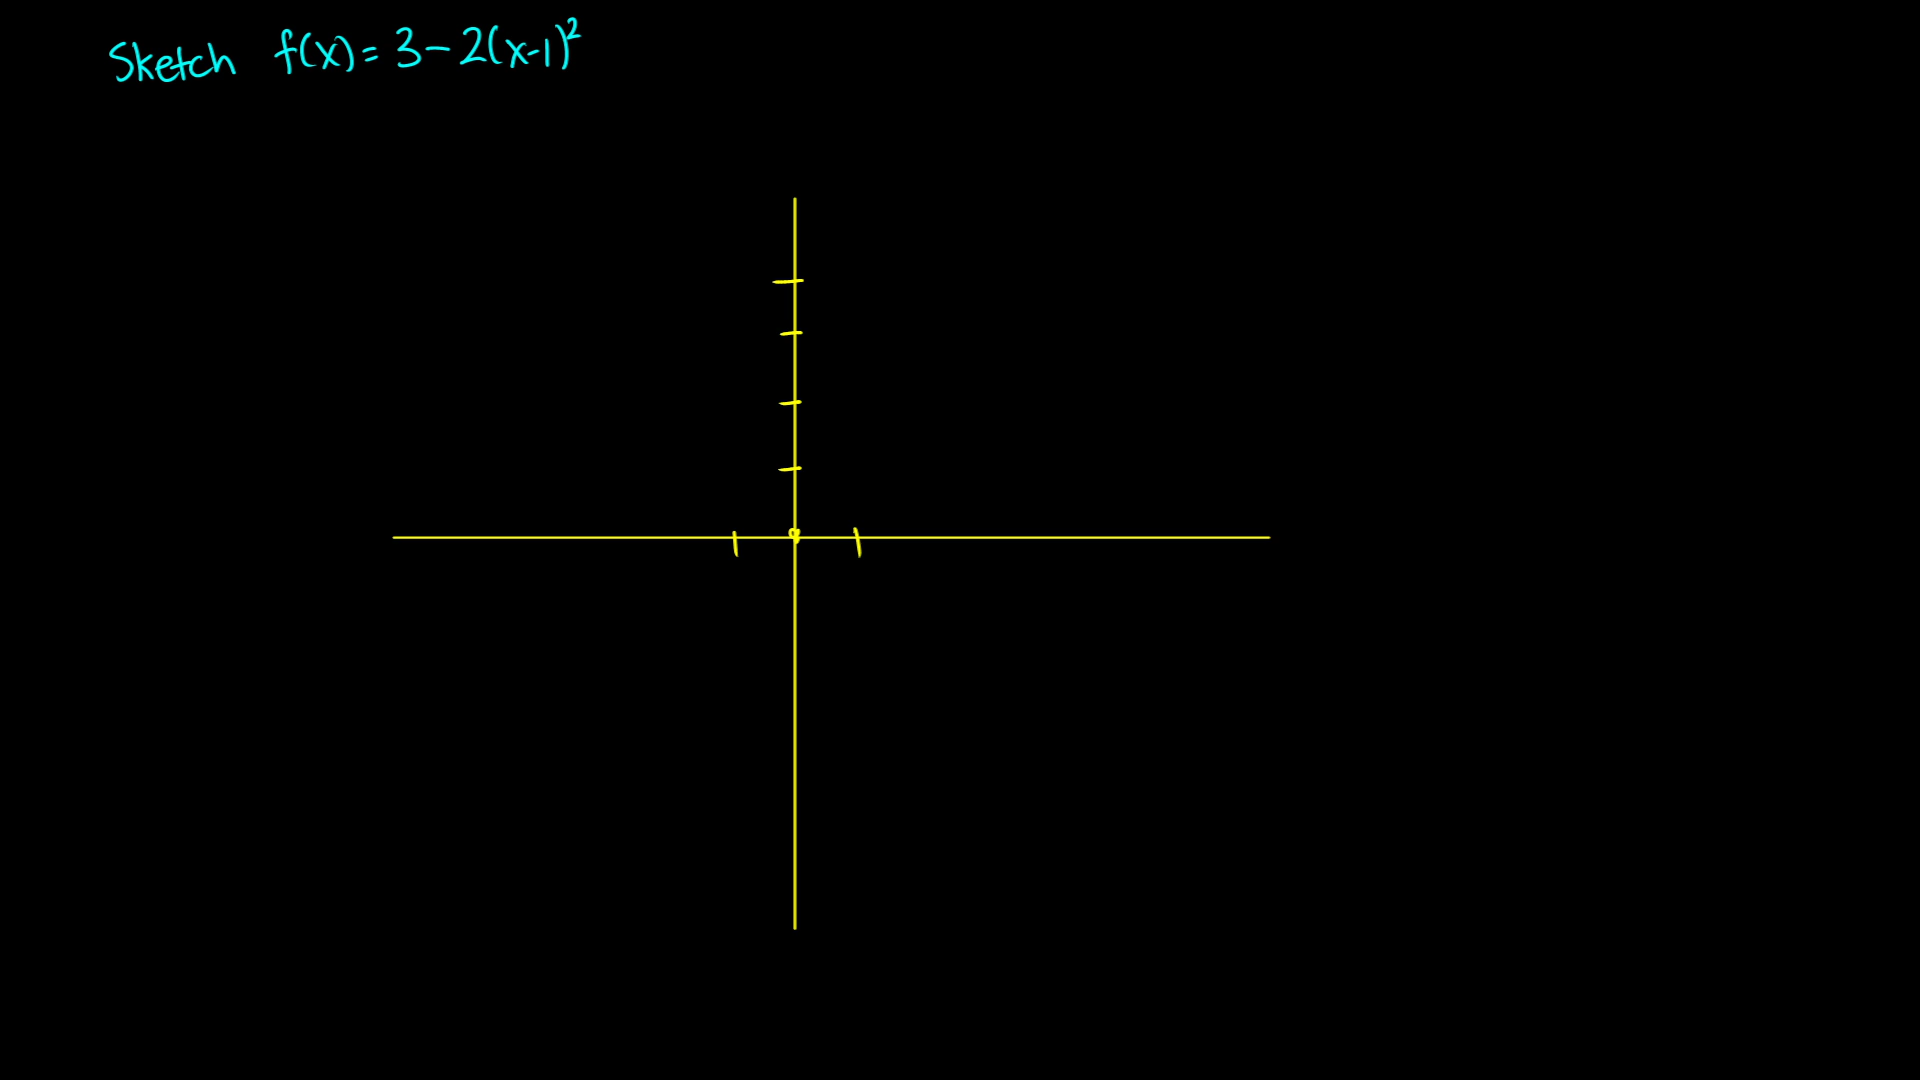 Sketch f(x) = 3 - 2(x-1)²